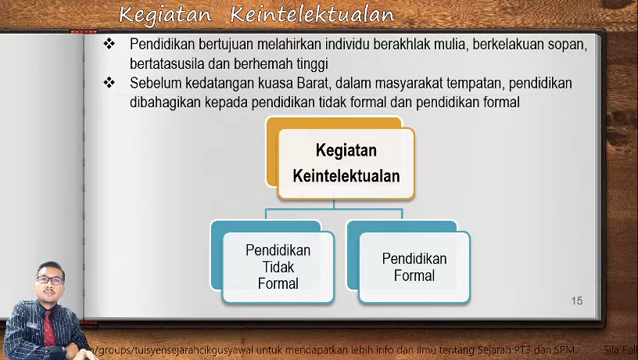 Kegiatan Keintelektualan
❖ Pendidikan bertujuan melahirkan individu berakhlak mulia, berkelakuan sopan,
bertatasusila dan berhemah tinggi
❖ Sebelum kedatangan kuasa Barat, dalam masyarakat tempatan, pendidikan
dibahagikan kepada pendidikan tidak formal dan pendidikan formal
Kegiatan
Keintelektualan
Pendidikan
Tidak
Formal
Pendidikan
Formal
15
/groups/tuisyensejarahcikgusyawal untuk mencapatkan lebih info dan ilmu tentang Sejarah PT3 dan SPM.